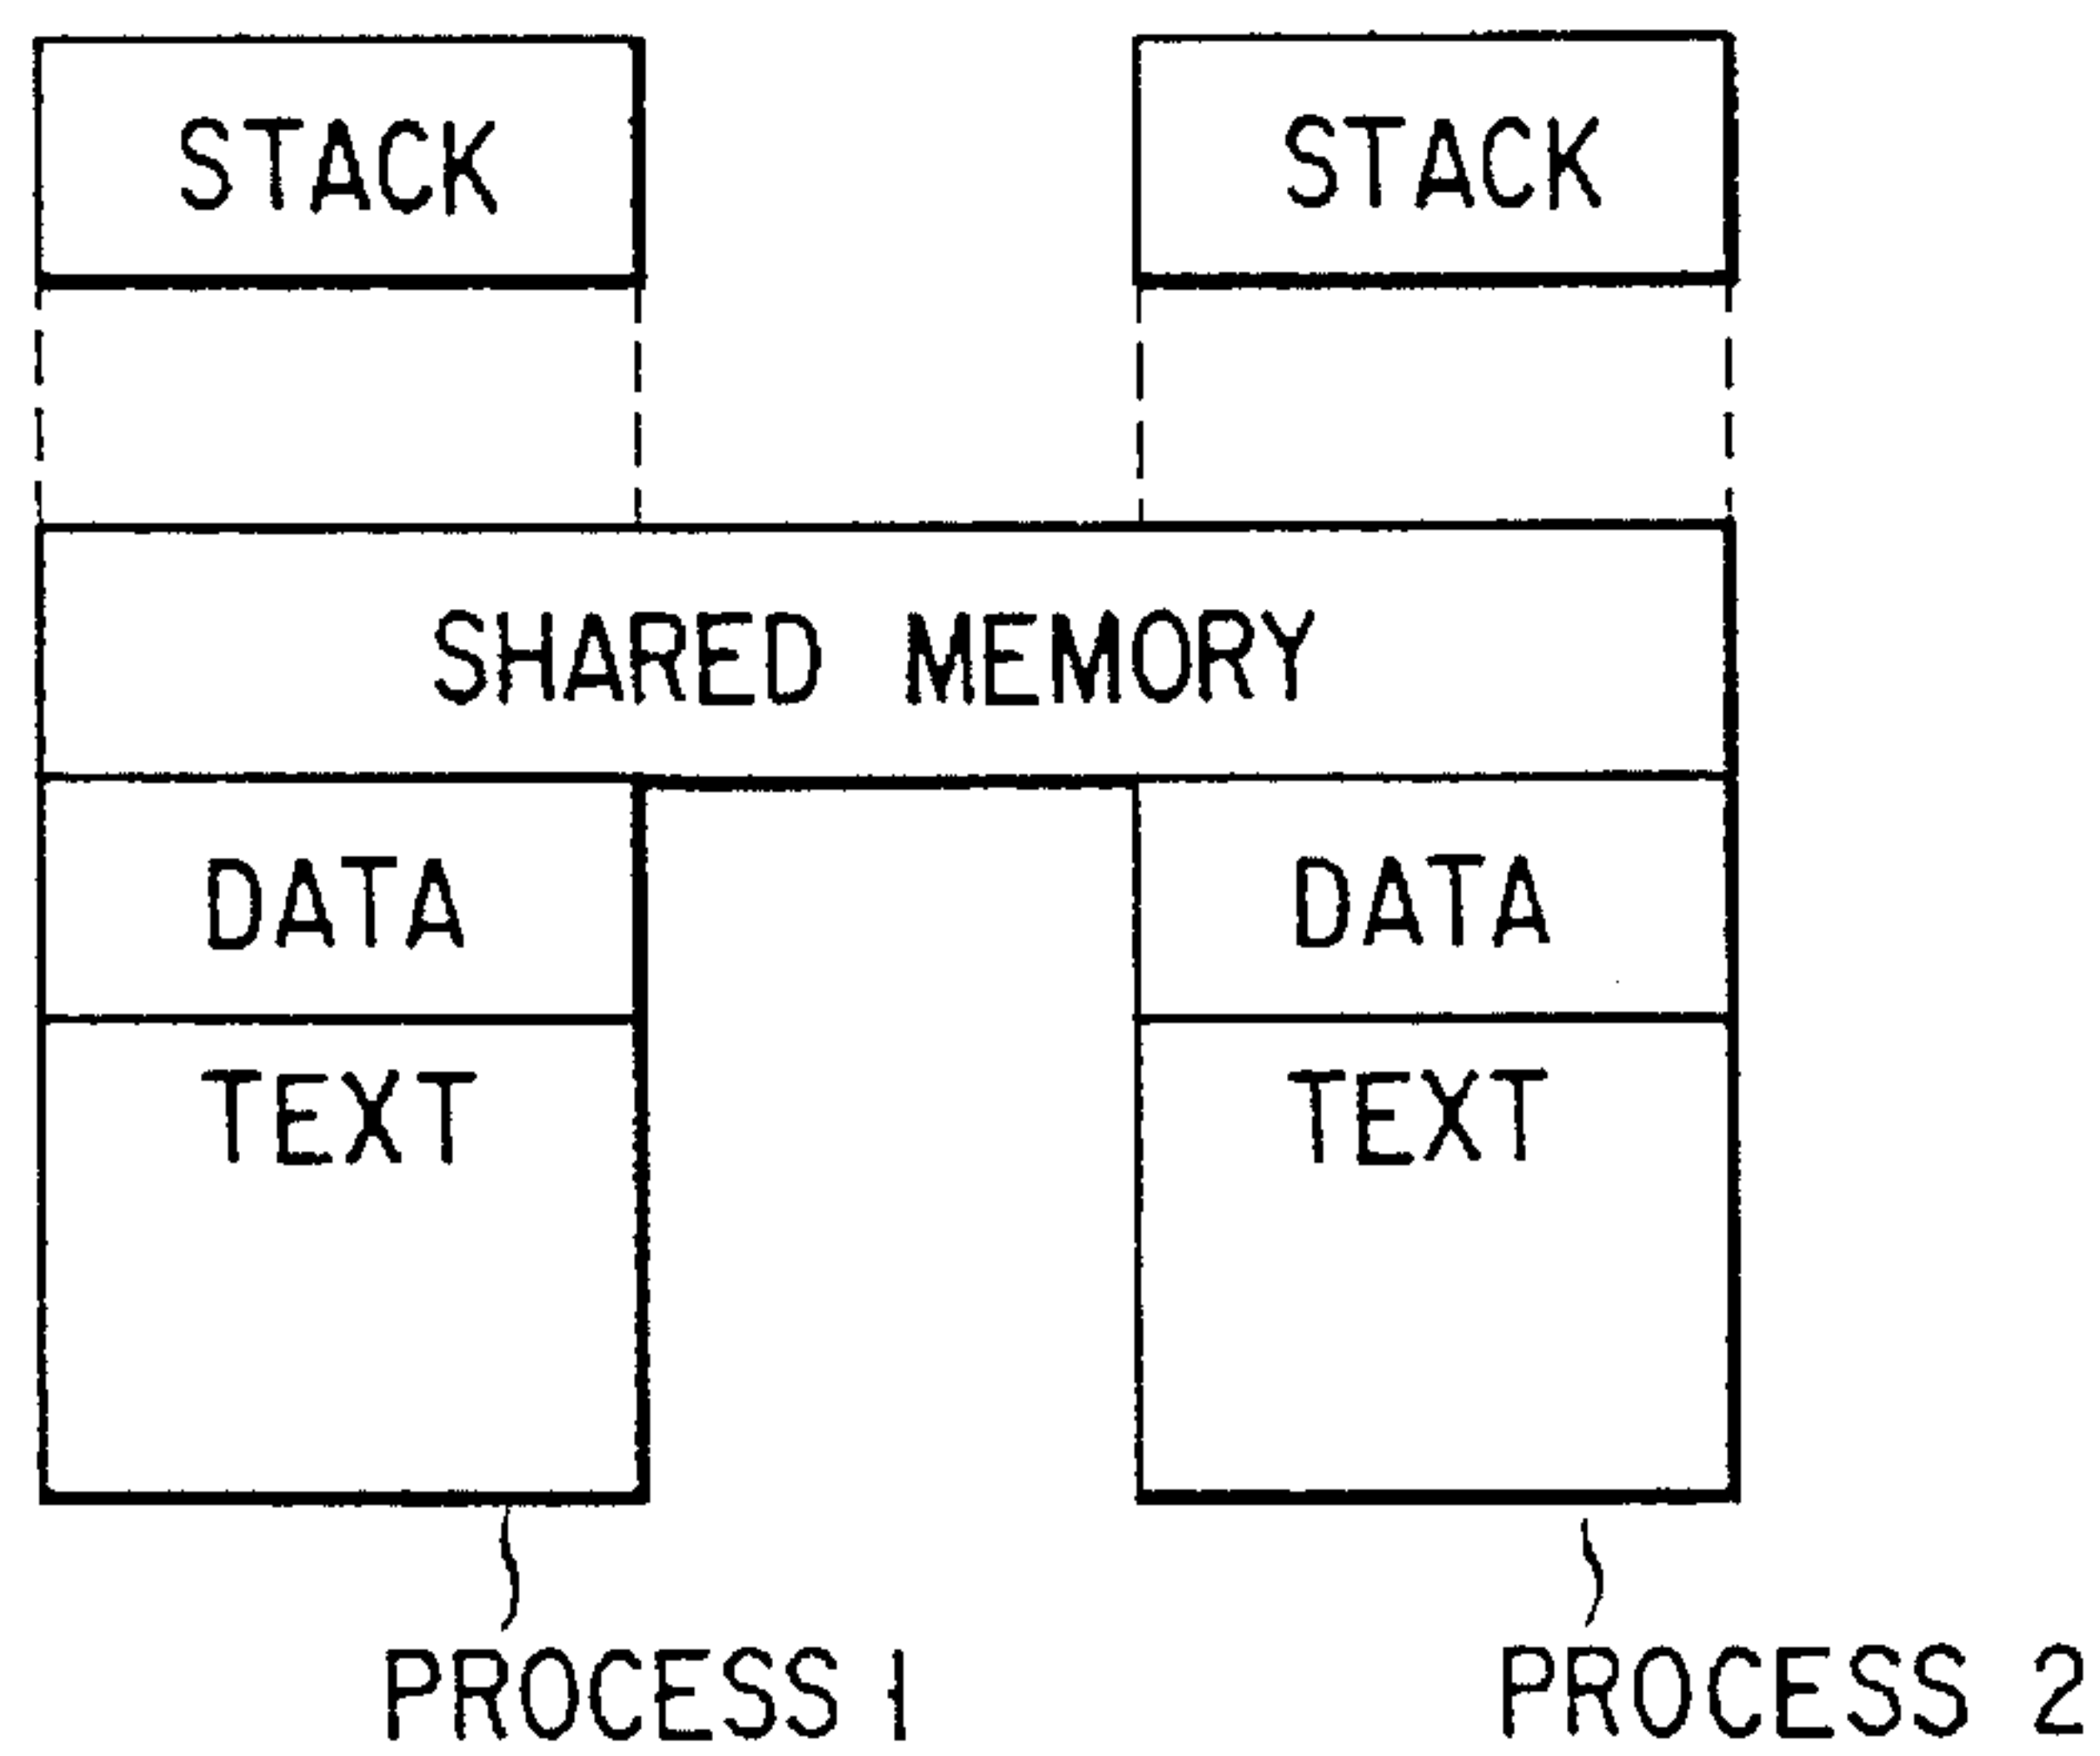 STACK
STACK
SHARED MEMORY
DATA
DATA
TEXT
TEXT
PROCESS 1
PROCESS 2